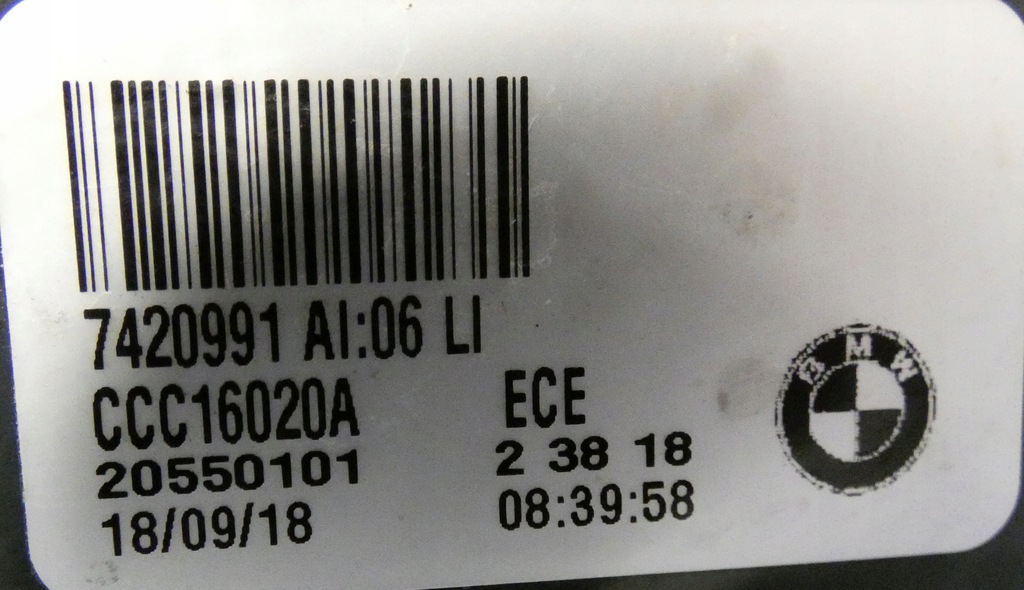 7420991 AI:06 LI
CCC16020A ECE
20550101 2 38 18
18/09/18 08:39:58
BMW